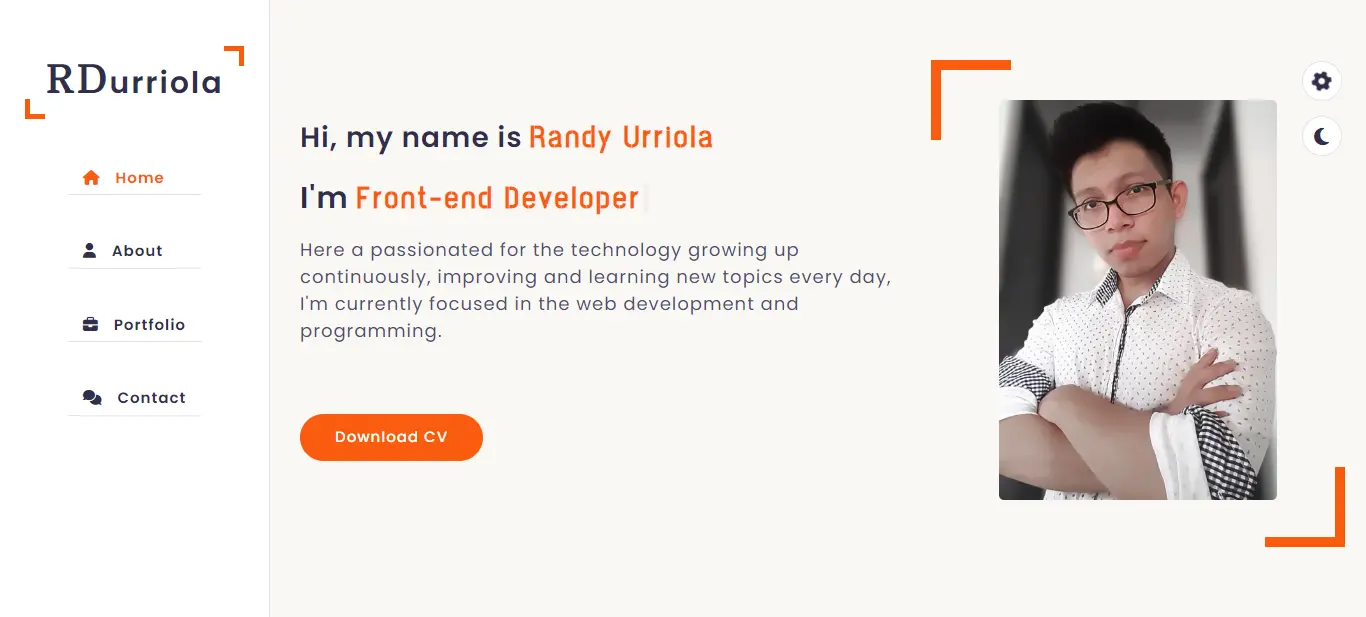 RDurriola
Home
About
Portfolio
Contact
Hi, my name is Randy Urriola
I'm Front-end Developer
Here a passionated for the technology growing up
continuously, improving and learning new topics every day,
I'm currently focused in the web development and
programming.
Download CV